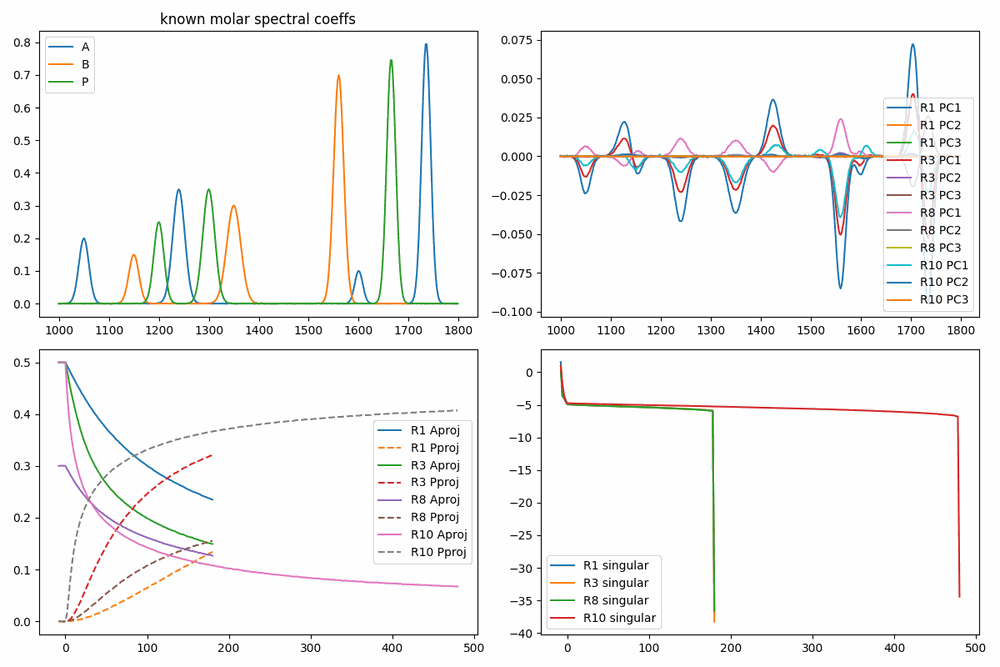 known molar spectral coeffs
0.8
0.7
0.6
0.5
0.4
0.3
0.2
0.1
0.0
A
B
P
1000 1100 1200 1300 1400 1500 1600 1700 1800
0.075
0.050
0.025
0.000
−0.025
−0.050
−0.075
−0.100
R1 PC1
R1 PC2
R1 PC3
R3 PC1
R3 PC2
R3 PC3
R8 PC1
R8 PC2
R8 PC3
R10 PC1
R10 PC2
R10 PC3
1000 1100 1200 1300 1400 1500 1600 1700 1800
0.5
0.4
0.3
0.2
0.1
0.0
R1 Aproj
R1 Pproj
R3 Aproj
R3 Pproj
R8 Aproj
R8 Pproj
R10 Aproj
R10 Pproj
0 100 200 300 400 500
0
−5
−10
−15
−20
−25
−30
−35
−40
R1 singular
R3 singular
R8 singular
R10 singular
0 100 200 300 400 500